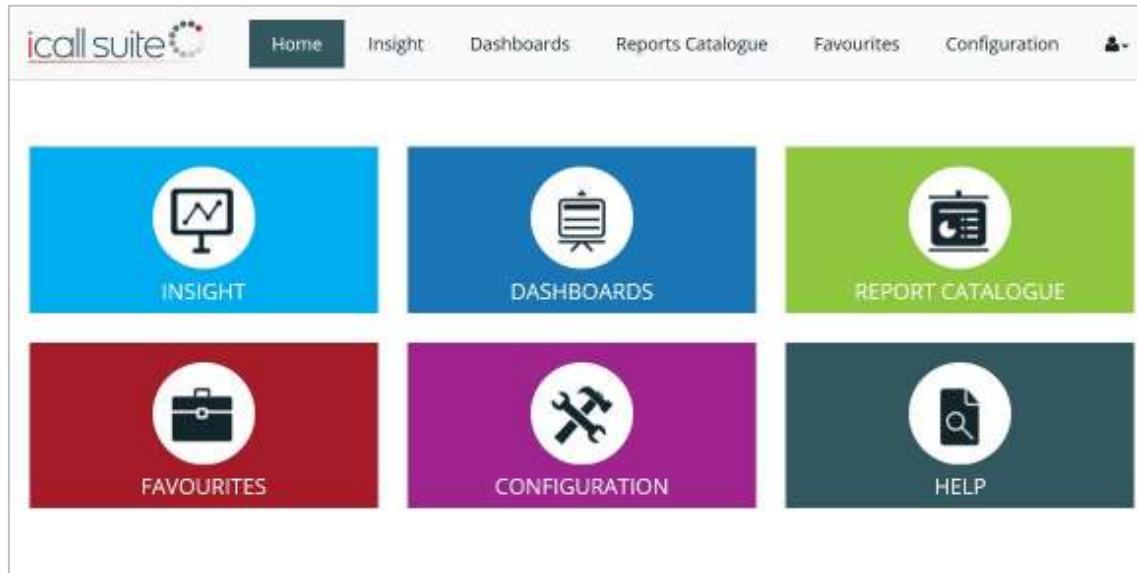 icall suite
Home Insight Dashboards Reports Catalogue Favourites Configuration
INSIGHT DASHBOARDS REPORT CATALOGUE
FAVOURITES CONFIGURATION HELP